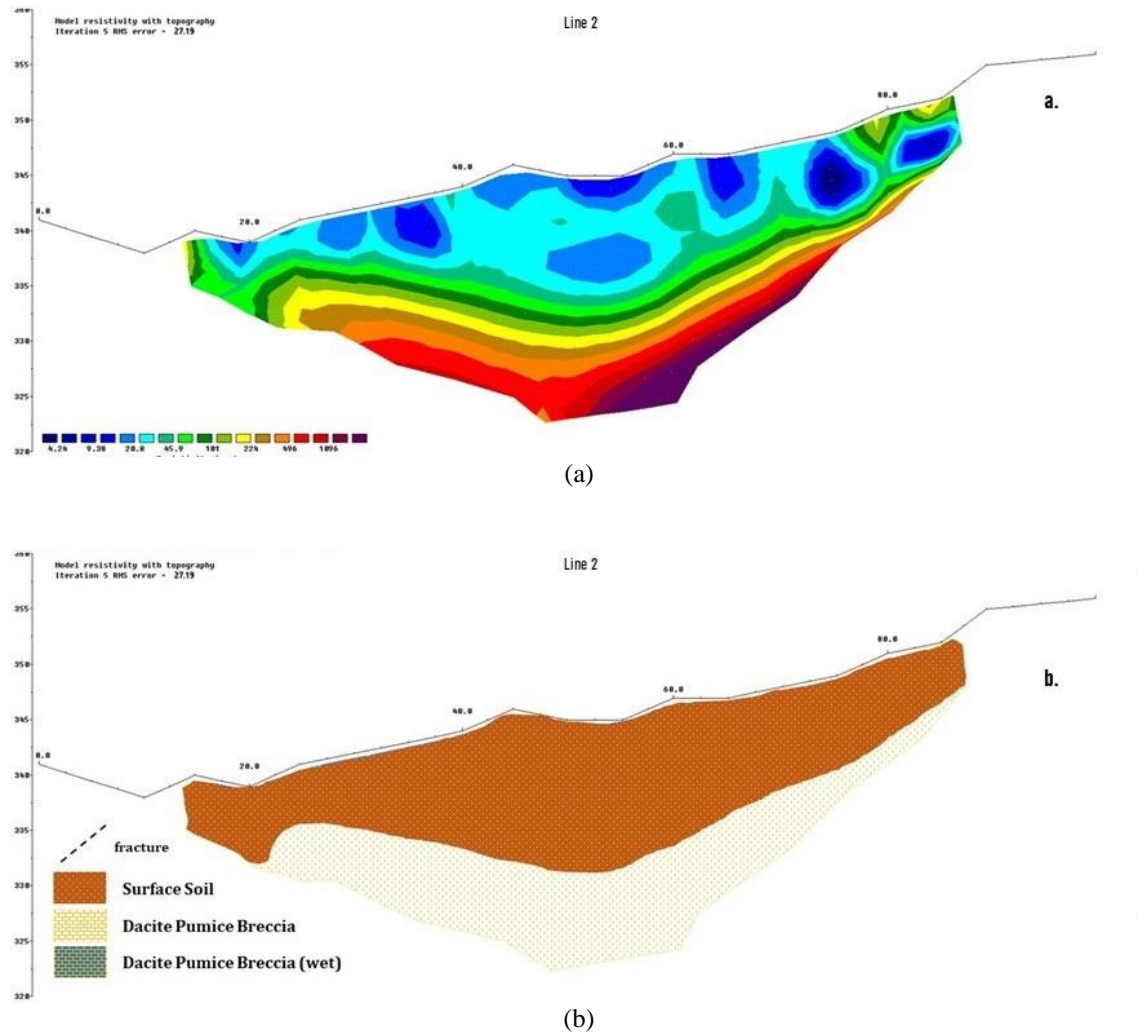 Model resistivity with topography
Iteration 5 RMS error = 27.19
Line 2
a.
355
350
345
340
335
330
325
320
0.0
20.0
40.0
60.0
80.0
4.24 9.38 20.8 45.9 101 224 496 1096
(a)
Model resistivity with topography
Iteration 5 RMS error = 27.19
Line 2
b.
355
350
345
340
335
330
325
320
0.0
20.0
40.0
60.0
80.0
fracture
Surface Soil
Dacite Pumice Breccia
Dacite Pumice Breccia (wet)
(b)